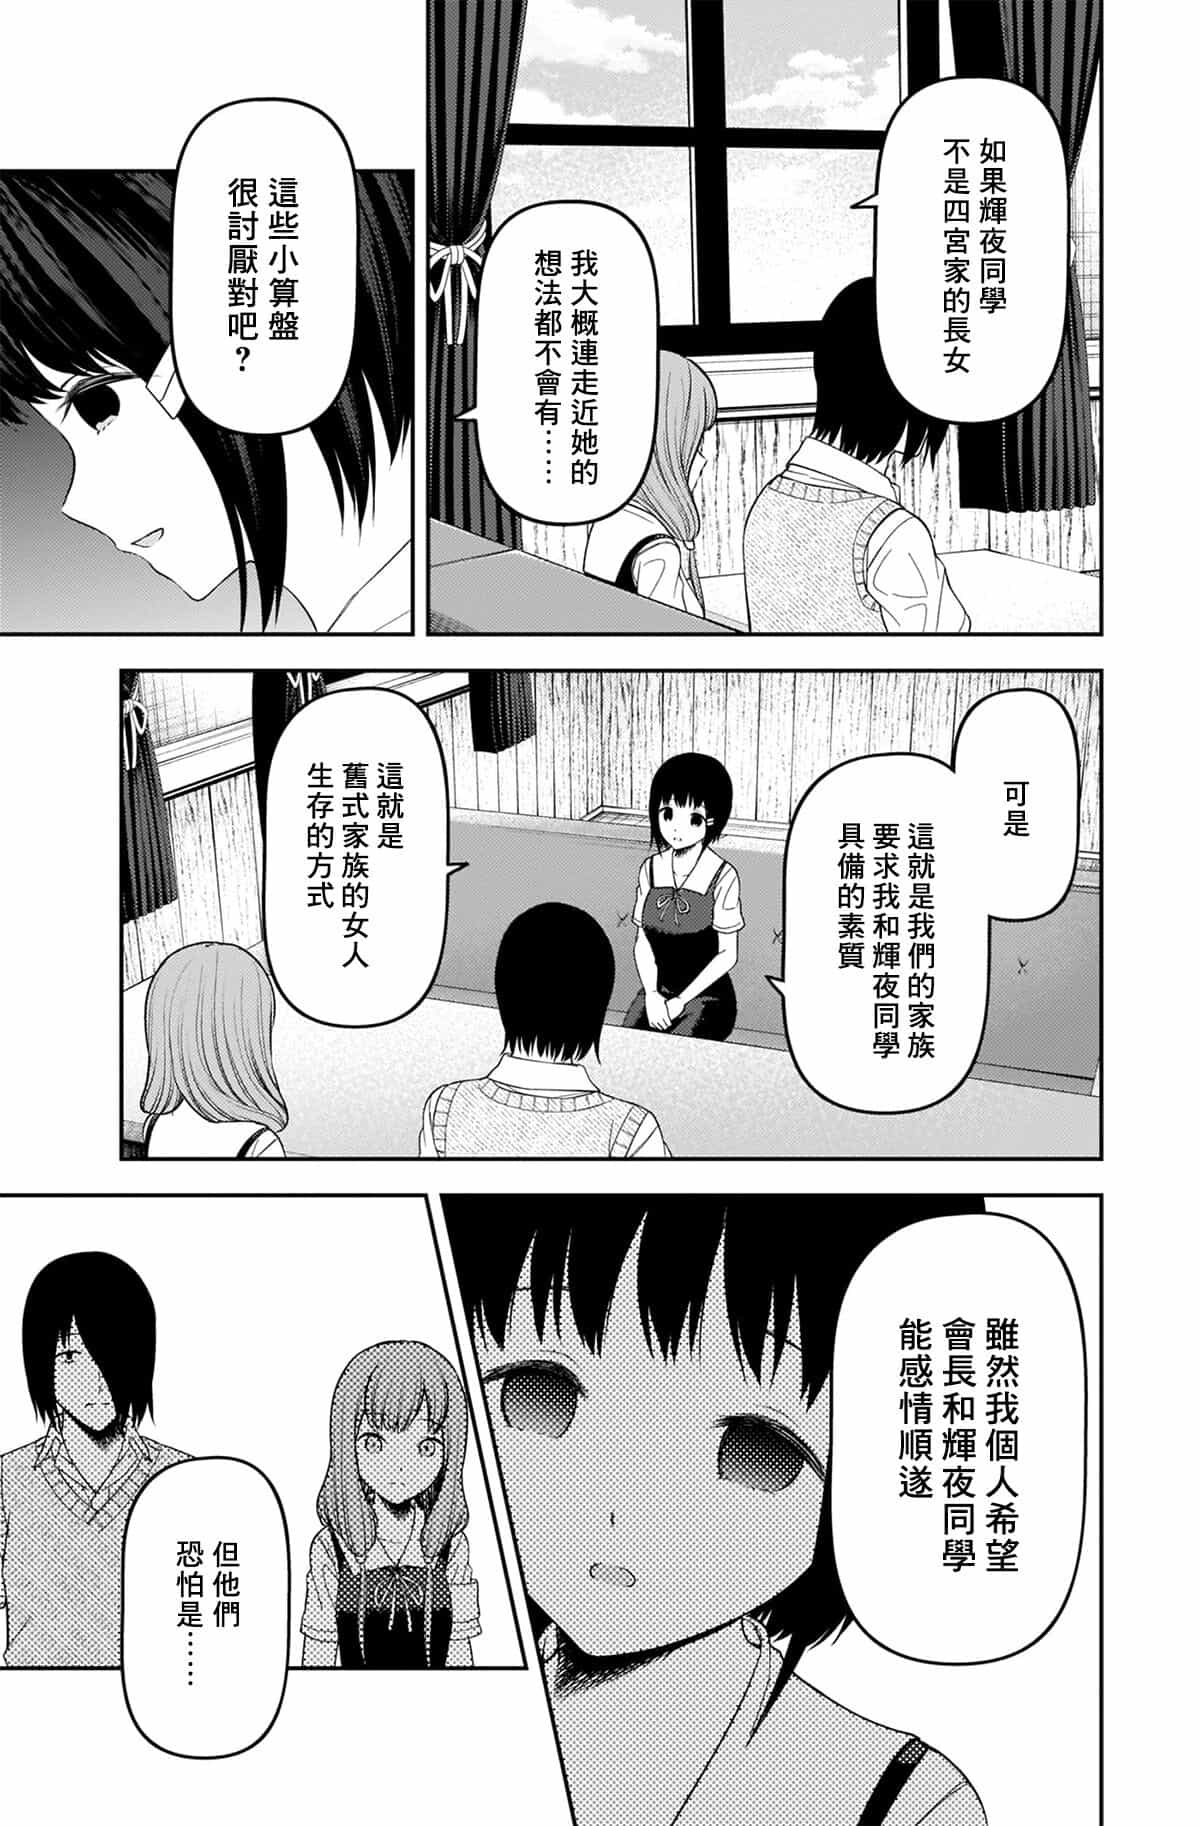 如果輝夜同學
不是四宮家的長女
我大概連走近她的
想法都不會有……
這些小算盤
很討厭對吧?
可是
這就是我們的家族
要求我和輝夜同學
具備的素質
這就是
舊式家族的女人
生存的方式
雖然我個人希望
會長和輝夜同學
能感情順遂
但他們
恐怕是……